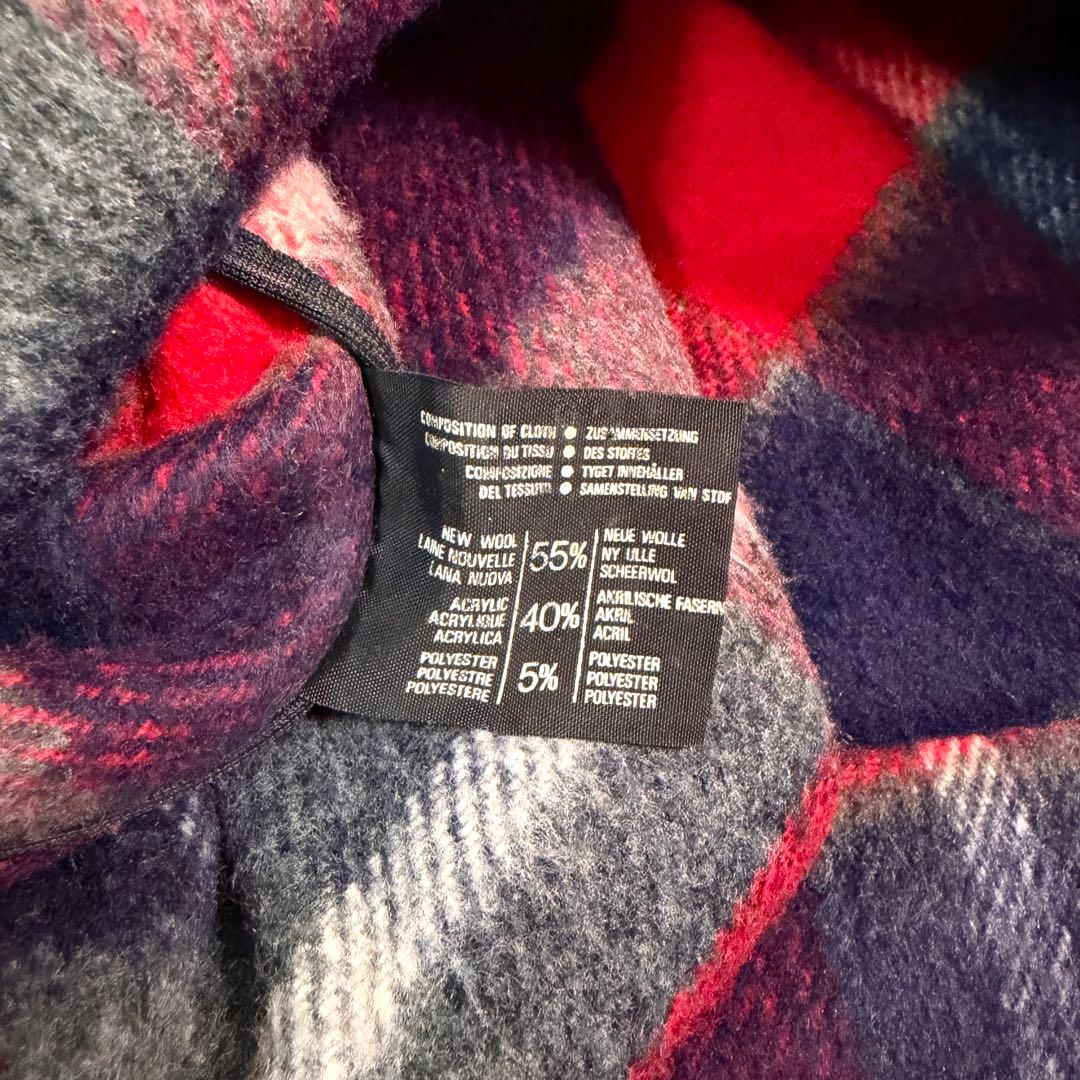 COMPOSITION OF CLOTH ● ZUSAMMENSETZUNG
COMPOSITION DU TISSU ● DES STOFFES
COMPOSIZIONE ● TYGET INNEHÅLLER
DEL TESSUTO ● SAMENSTELLING VAN STOF
NEW WOOL
LAINE NOUVELLE
LANA NUOVA
55%
NEUE WOLLE
NY ULLE
SCHEERWOL
ACRYLIC
ACRYLIQUE
ACRYLICA
40%
AKRILISCHE FASERN
AKRIL
ACRIL
POLYESTER
POLYESTRE
POLYESTERE
5%
POLYESTER
POLYESTER
POLYESTER